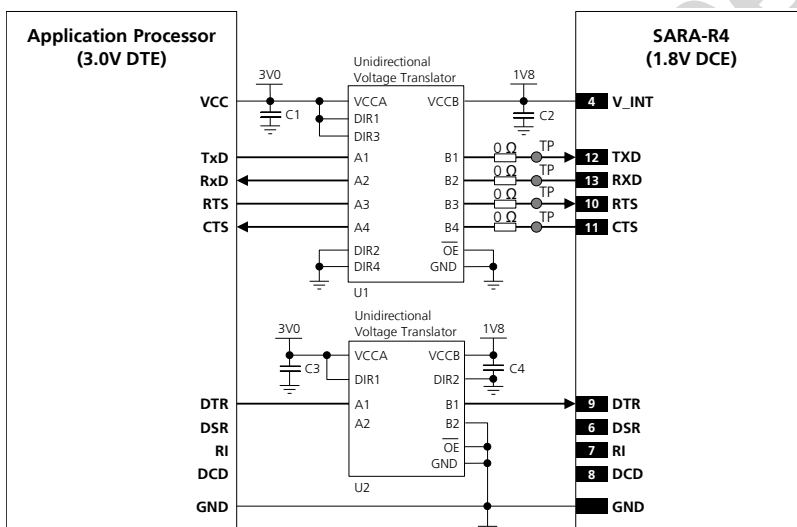 Application Processor
(3.0V DTE)
SARA-R4
(1.8V DCE)
Unidirectional
Voltage Translator
3V0
1V8
VCC
VCCA
VCCB
4
V_INT
C1
DIR1
C2
DIR3
0 Ω
TP
TxD
A1
B1
12
TXD
0 Ω
TP
RxD
A2
B2
13
RXD
0 Ω
TP
RTS
A3
B3
10
RTS
0 Ω
TP
CTS
A4
B4
11
CTS
DIR2
OE
DIR4
GND
U1
Unidirectional
Voltage Translator
3V0
1V8
VCCA
VCCB
C3
C4
DIR1
DIR2
DTR
A1
B1
9
DTR
DSR
A2
B2
6
DSR
RI
OE
7
RI
GND
DCD
8
DCD
U2
GND
GND